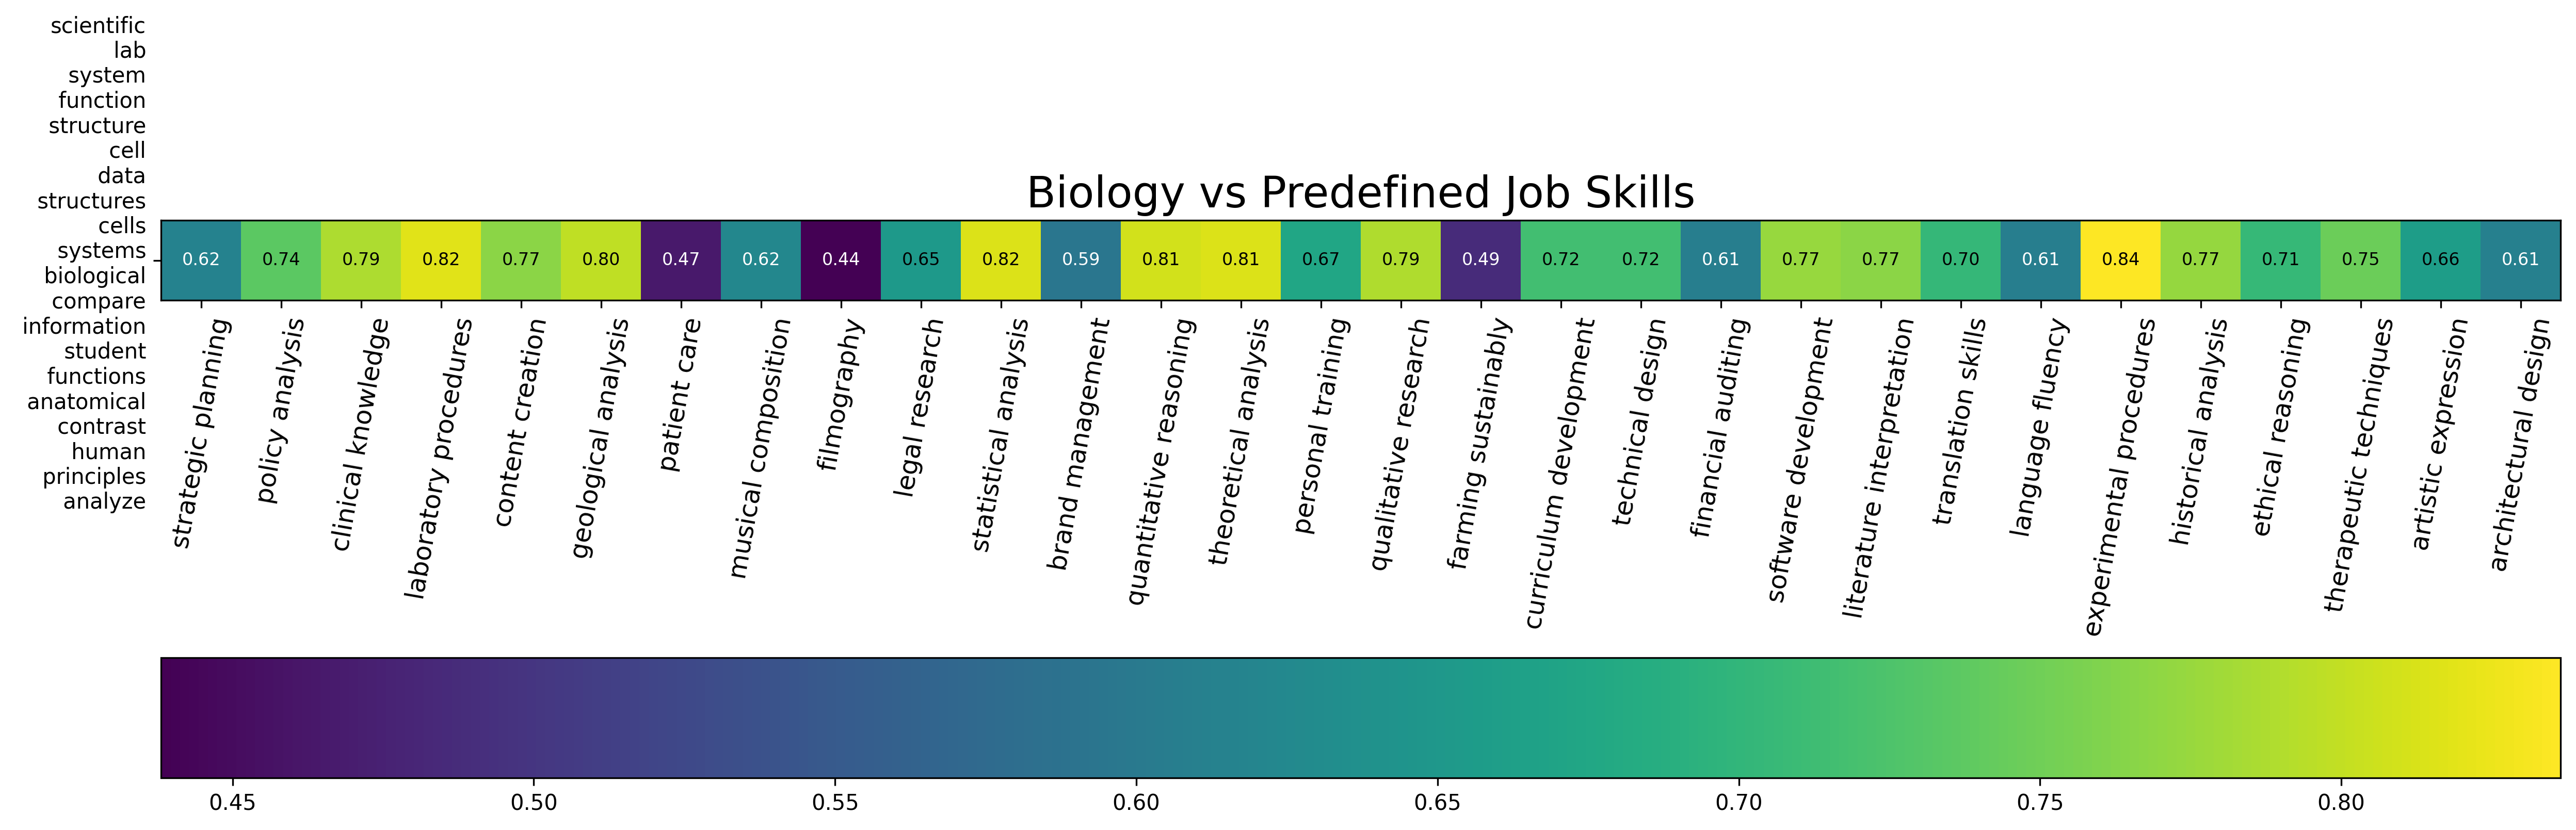 scientific
lab
system
function
structure
cell
data
structures
cells
systems
biological
compare
information
student
functions
anatomical
contrast
human
principles
analyze
Biology vs Predefined Job Skills
0.62 0.74 0.79 0.82 0.77 0.80 0.47 0.62 0.44 0.65 0.82 0.59 0.81 0.81 0.67 0.79 0.49 0.72 0.72 0.61 0.77 0.77 0.70 0.61 0.84 0.77 0.71 0.75 0.66 0.61
strategic planning
policy analysis
clinical knowledge
laboratory procedures
content creation
geological analysis
patient care
musical composition
filmography
legal research
statistical analysis
brand management
quantitative reasoning
theoretical analysis
personal training
qualitative research
farming sustainably
curriculum development
technical design
financial auditing
software development
literature interpretation
translation skills
language fluency
experimental procedures
historical analysis
ethical reasoning
therapeutic techniques
artistic expression
architectural design
0.45 0.50 0.55 0.60 0.65 0.70 0.75 0.80